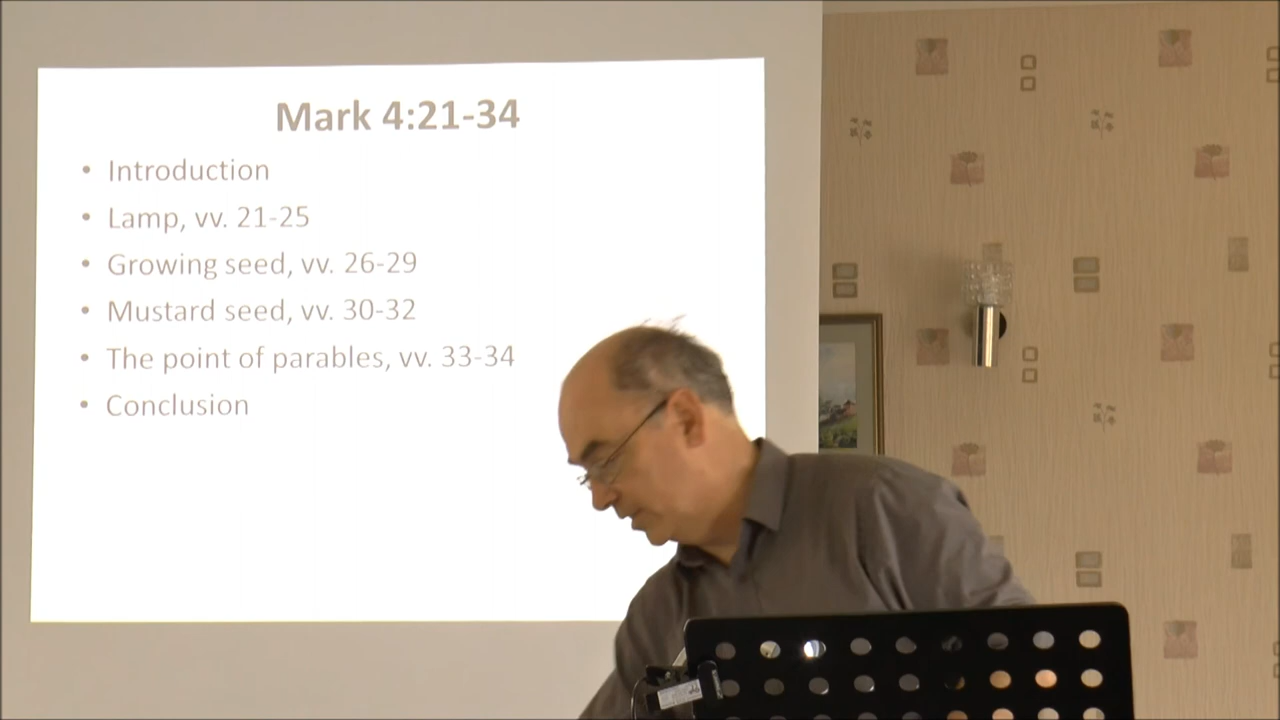 Mark 4:21-34
• Introduction
• Lamp, vv. 21-25
• Growing seed, vv. 26-29
• Mustard seed, vv. 30-32
• The point of parables, vv. 33-34
• Conclusion